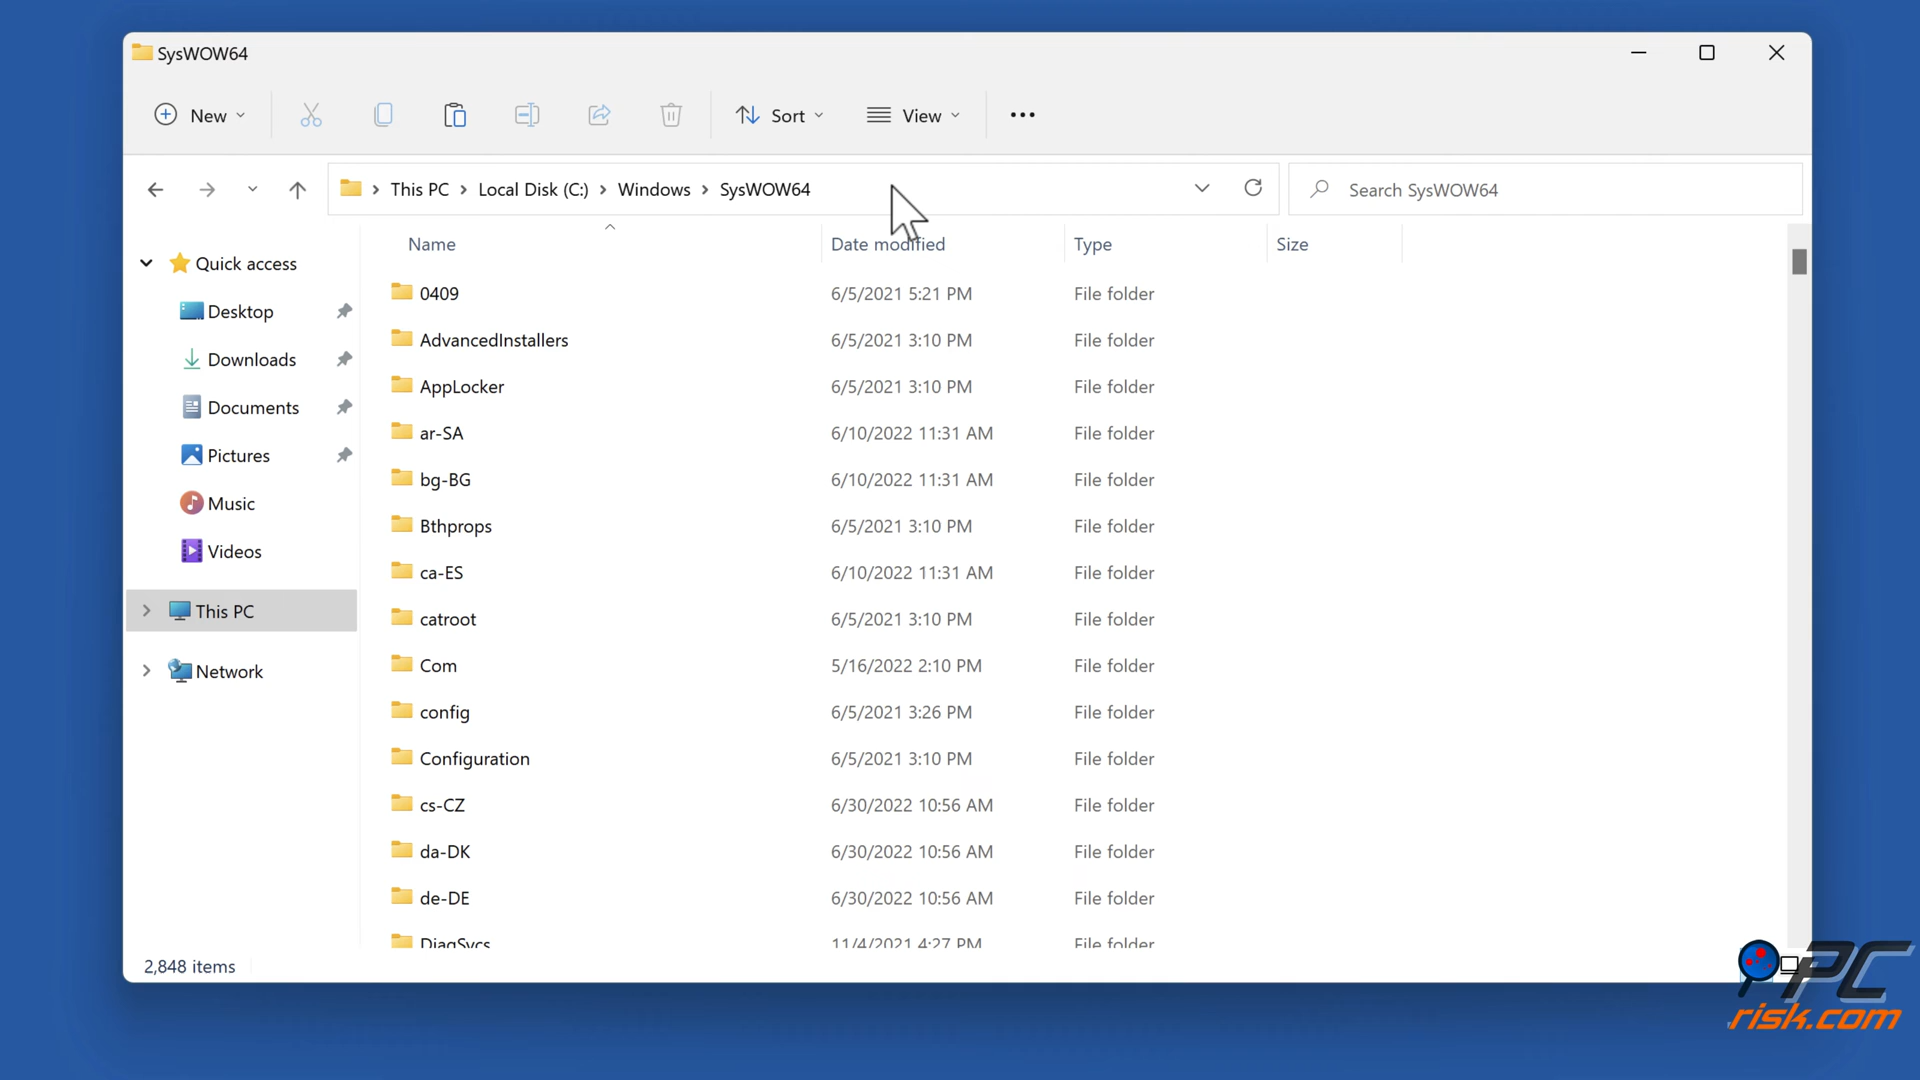 SysWOW64
New Sort View
This PC Local Disk (C:) Windows SysWOW64 Search SysWOW64
Name Date modified Type Size
Quick access
Desktop
Downloads
Documents
Pictures
Music
Videos
This PC
Network
0409 6/5/2021 5:21 PM File folder
AdvancedInstallers 6/5/2021 3:10 PM File folder
AppLocker 6/5/2021 3:10 PM File folder
ar-SA 6/10/2022 11:31 AM File folder
bg-BG 6/10/2022 11:31 AM File folder
Bthprops 6/5/2021 3:10 PM File folder
ca-ES 6/10/2022 11:31 AM File folder
catroot 6/5/2021 3:10 PM File folder
Com 5/16/2022 2:10 PM File folder
config 6/5/2021 3:26 PM File folder
Configuration 6/5/2021 3:10 PM File folder
cs-CZ 6/30/2022 10:56 AM File folder
da-DK 6/30/2022 10:56 AM File folder
de-DE 6/30/2022 10:56 AM File folder
DiagSvcs 11/4/2021 4:27 PM File folder
2,848 items
PC
risk.com